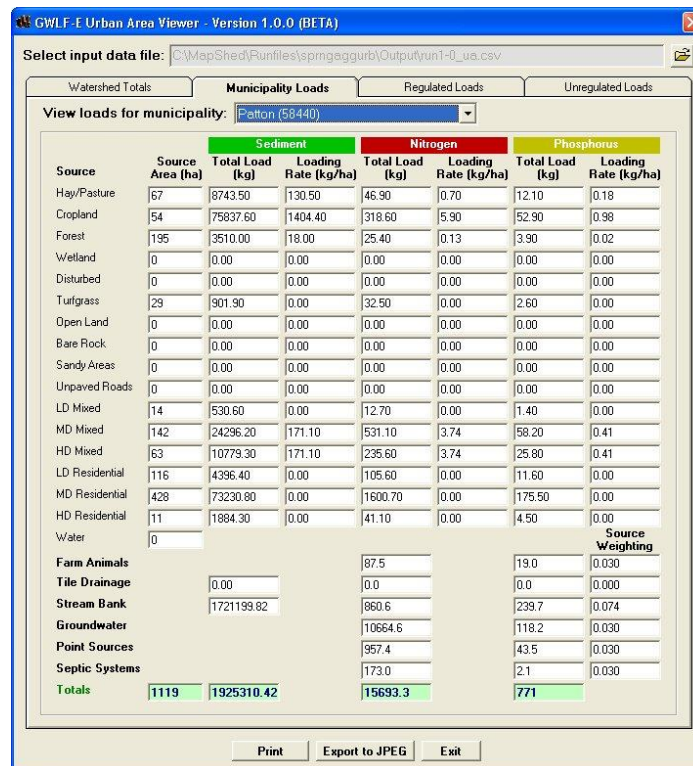 GWLF-E Urban Area Viewer - Version 1.0.0 (BETA)
Select input data file: C:\MapShed\Runfiles\sprngaggurb\Output\run1-0_ua.csv
Watershed Totals Municipality Loads Regulated Loads Unregulated Loads
View loads for municipality: Patton (58440)
Sediment Nitrogen Phosphorus
Source Source Area (ha) Total Load (kg) Loading Rate (kg/ha) Total Load (kg) Loading Rate (kg/ha) Total Load (kg) Loading Rate (kg/ha)
Hay/Pasture 67 8743.50 130.50 46.90 0.70 12.10 0.18
Cropland 54 75837.60 1404.40 318.60 5.90 52.90 0.98
Forest 195 3510.00 18.00 25.40 0.13 3.90 0.02
Wetland 0 0.00 0.00 0.00 0.00 0.00 0.00
Disturbed 0 0.00 0.00 0.00 0.00 0.00 0.00
Turfgrass 29 901.90 0.00 32.50 0.00 2.60 0.00
Open Land 0 0.00 0.00 0.00 0.00 0.00 0.00
Bare Rock 0 0.00 0.00 0.00 0.00 0.00 0.00
Sandy Areas 0 0.00 0.00 0.00 0.00 0.00 0.00
Unpaved Roads 0 0.00 0.00 0.00 0.00 0.00 0.00
LD Mixed 14 530.60 0.00 12.70 0.00 1.40 0.00
MD Mixed 142 24296.20 171.10 531.10 3.74 58.20 0.41
HD Mixed 63 10779.30 171.10 235.60 3.74 25.80 0.41
LD Residential 116 4396.40 0.00 105.60 0.00 11.60 0.00
MD Residential 428 73230.80 0.00 1600.70 0.00 175.50 0.00
HD Residential 11 1884.30 0.00 41.10 0.00 4.50 0.00
Water 0 Source Weighting
Farm Animals 87.5 19.0 0.030
Tile Drainage 0.00 0.0 0.0 0.000
Stream Bank 1721199.82 860.6 239.7 0.074
Groundwater 10664.6 118.2 0.030
Point Sources 957.4 43.5 0.030
Septic Systems 173.0 2.1 0.030
Totals 1119 1925310.42 15693.3 771
Print Export to JPEG Exit